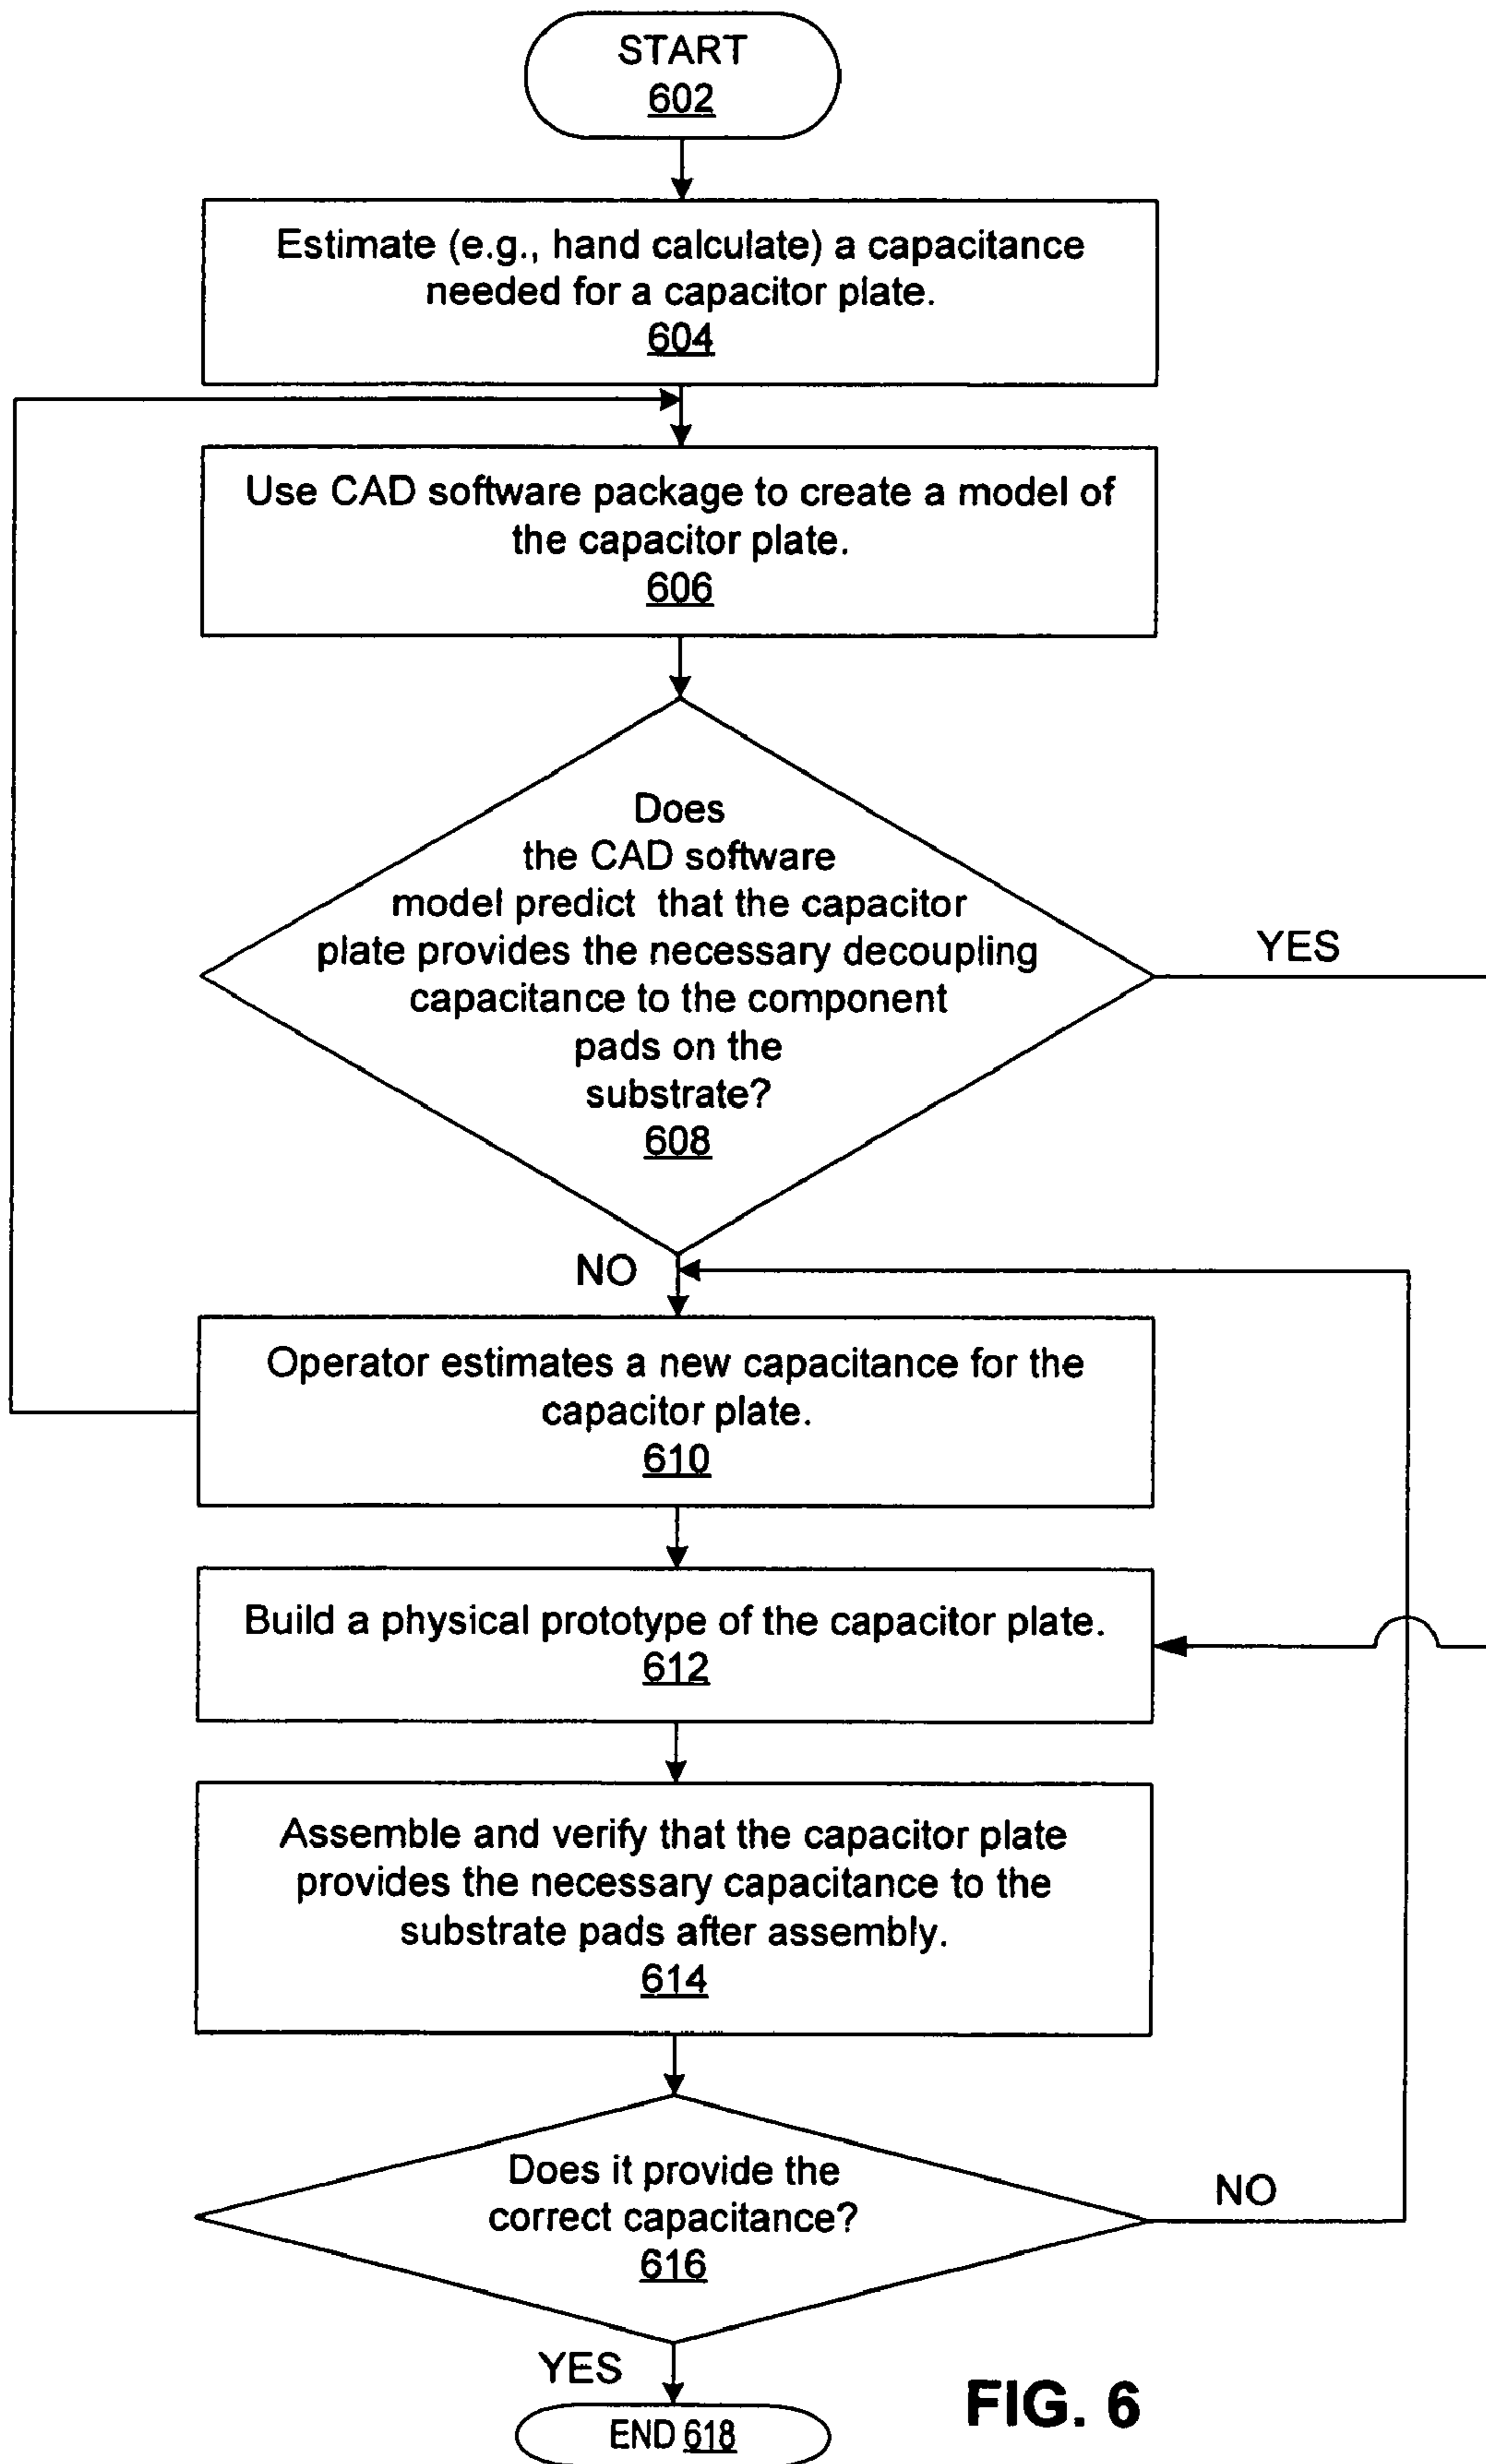 START
602
Estimate (e.g., hand calculate) a capacitance
needed for a capacitor plate.
604
Use CAD software package to create a model of
the capacitor plate.
606
Does
the CAD software
model predict that the capacitor
plate provides the necessary decoupling
capacitance to the component
pads on the
substrate?
608
YES
NO
Operator estimates a new capacitance for the
capacitor plate.
610
Build a physical prototype of the capacitor plate.
612
Assemble and verify that the capacitor plate
provides the necessary capacitance to the
substrate pads after assembly.
614
Does it provide the
correct capacitance?
616
NO
YES
END 618
FIG. 6